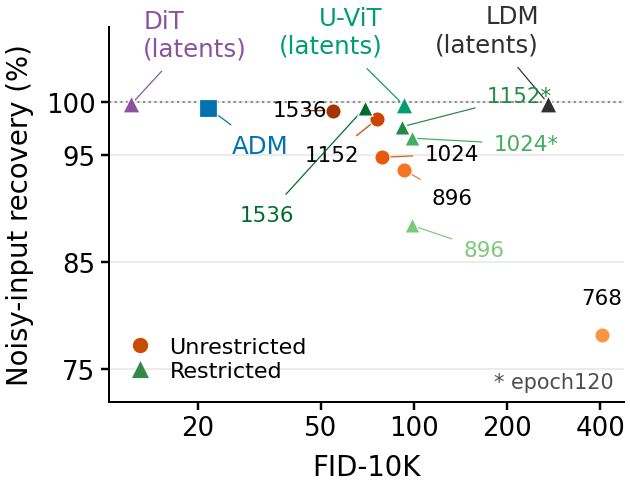 DiT
(latents)
U-ViT
(latents)
LDM
(latents)
Noisy-input recovery (%)
100
95
85
75
1536
1152*
ADM
1152
1024
1024*
896
1536
896
768
Unrestricted
Restricted
* epoch120
20
50
100
200
400
FID-10K